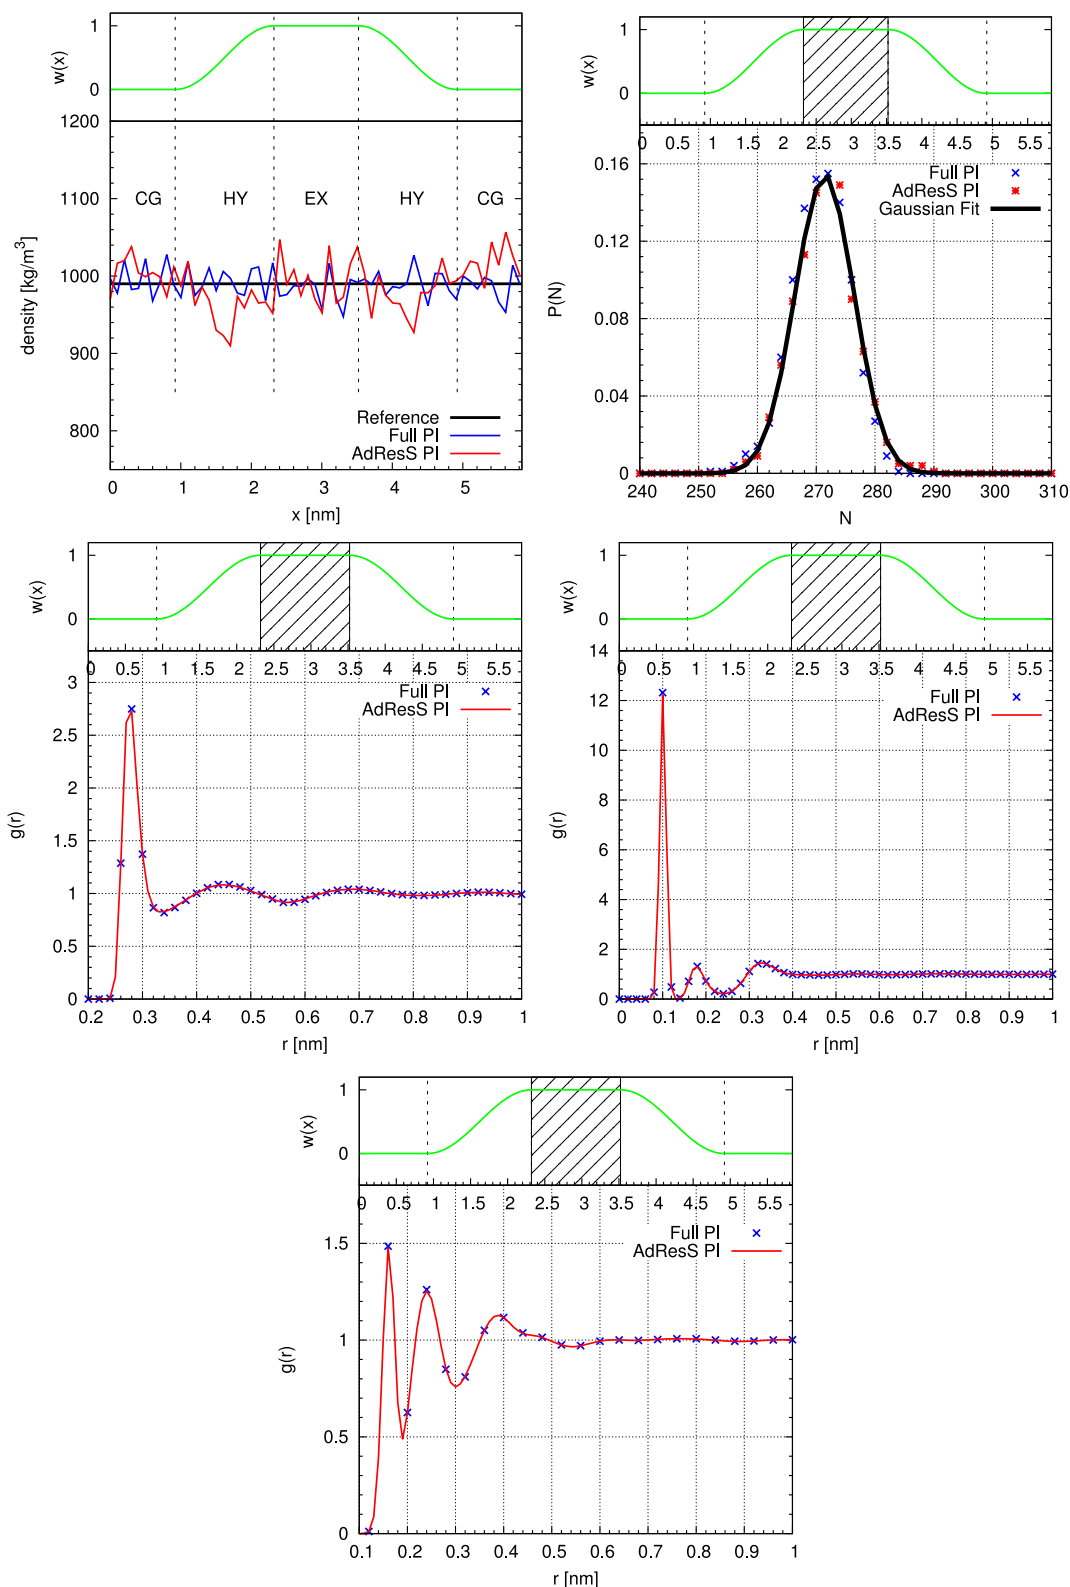 w(x)
1
0
1200
1100
1000
900
800
density [kg/m³]
CG HY EX HY CG
Reference
Full PI
AdResS PI
0 1 2 3 4 5
x [nm]
w(x)
1
0
0 0.5 1 1.5 2 2.5 3 3.5 4 4.5 5 5.5
0.16
0.12
0.08
0.04
0
P(N)
Full PI
AdResS PI
Gaussian Fit
240 250 260 270 280 290 300 310
N
w(x)
1
0
0 0.5 1 1.5 2 2.5 3 3.5 4 4.5 5 5.5
3
2.5
2
1.5
1
0.5
0
g(r)
Full PI
AdResS PI
0.2 0.3 0.4 0.5 0.6 0.7 0.8 0.9 1
r [nm]
w(x)
1
0
0 0.5 1 1.5 2 2.5 3 3.5 4 4.5 5 5.5
14
12
10
8
6
4
2
0
g(r)
Full PI
AdResS PI
0 0.1 0.2 0.3 0.4 0.5 0.6 0.7 0.8 0.9 1
r [nm]
w(x)
1
0
0 0.5 1 1.5 2 2.5 3 3.5 4 4.5 5 5.5
1.5
1
0.5
0
g(r)
Full PI
AdResS PI
0.1 0.2 0.3 0.4 0.5 0.6 0.7 0.8 0.9 1
r [nm]